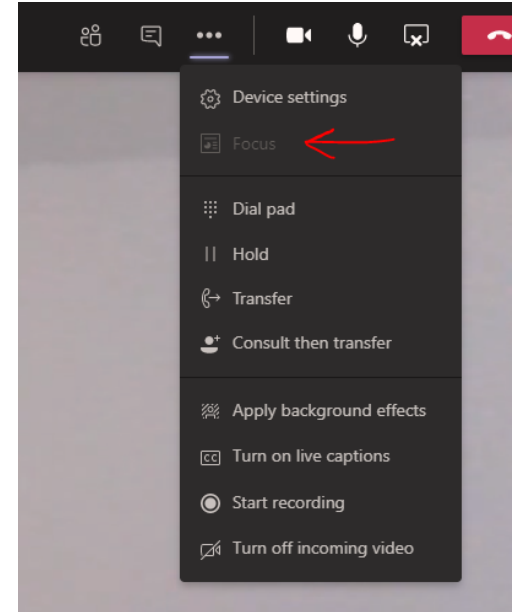 Device settings
Focus
Dial pad
Hold
Transfer
Consult then transfer
Apply background effects
CC Turn on live captions
Start recording
Turn off incoming video